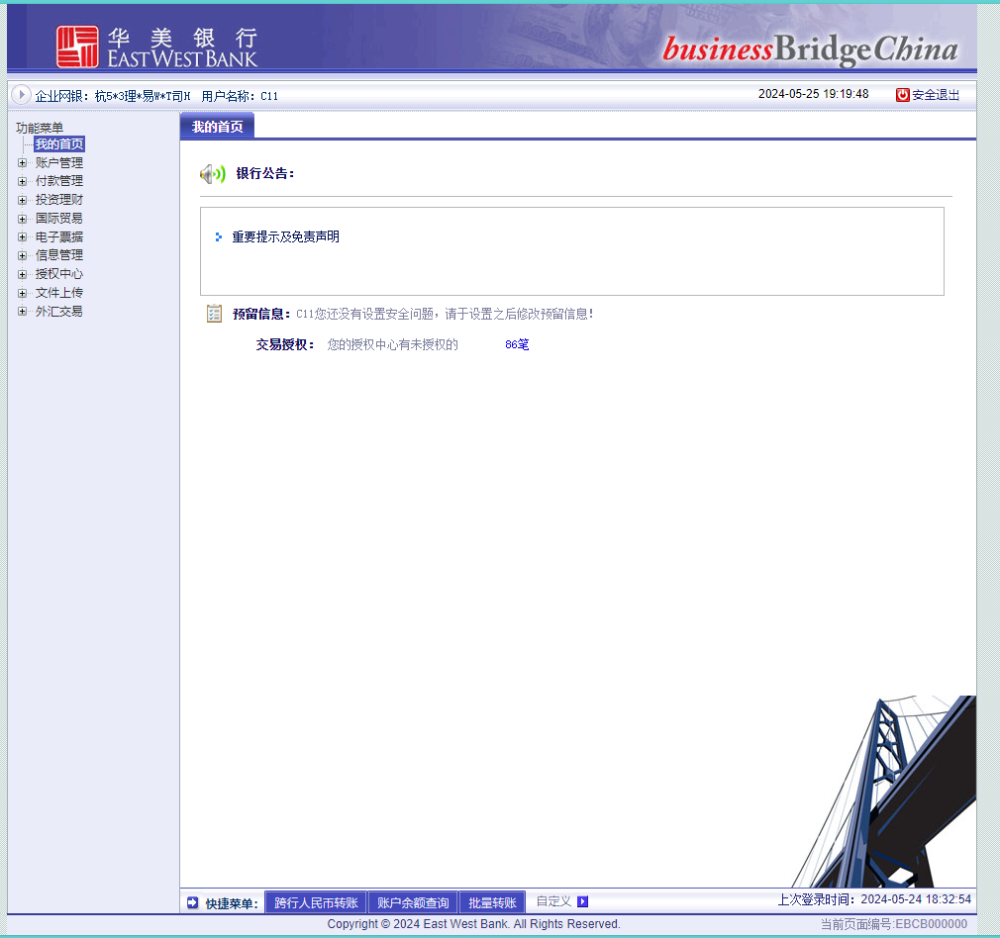 华美银行
EAST WEST BANK
businessBridgeChina
企业网银：杭5*3理*易W*T司H 用户名称：C11
2024-05-25 19:19:48 安全退出
功能菜单
我的首页
账户管理
付款管理
投资理财
国际贸易
电子票据
信息管理
授权中心
文件上传
外汇交易
我的首页
银行公告：
重要提示及免责声明
预留信息：C11您还没有设置安全问题，请于设置之后修改预留信息!
交易授权： 您的授权中心有未授权的 86笔
快捷菜单： 跨行人民币转账 账户余额查询 批量转账 自定义 上次登录时间：2024-05-24 18:32:54
Copyright © 2024 East West Bank. All Rights Reserved. 当前页面编号:EBCB000000